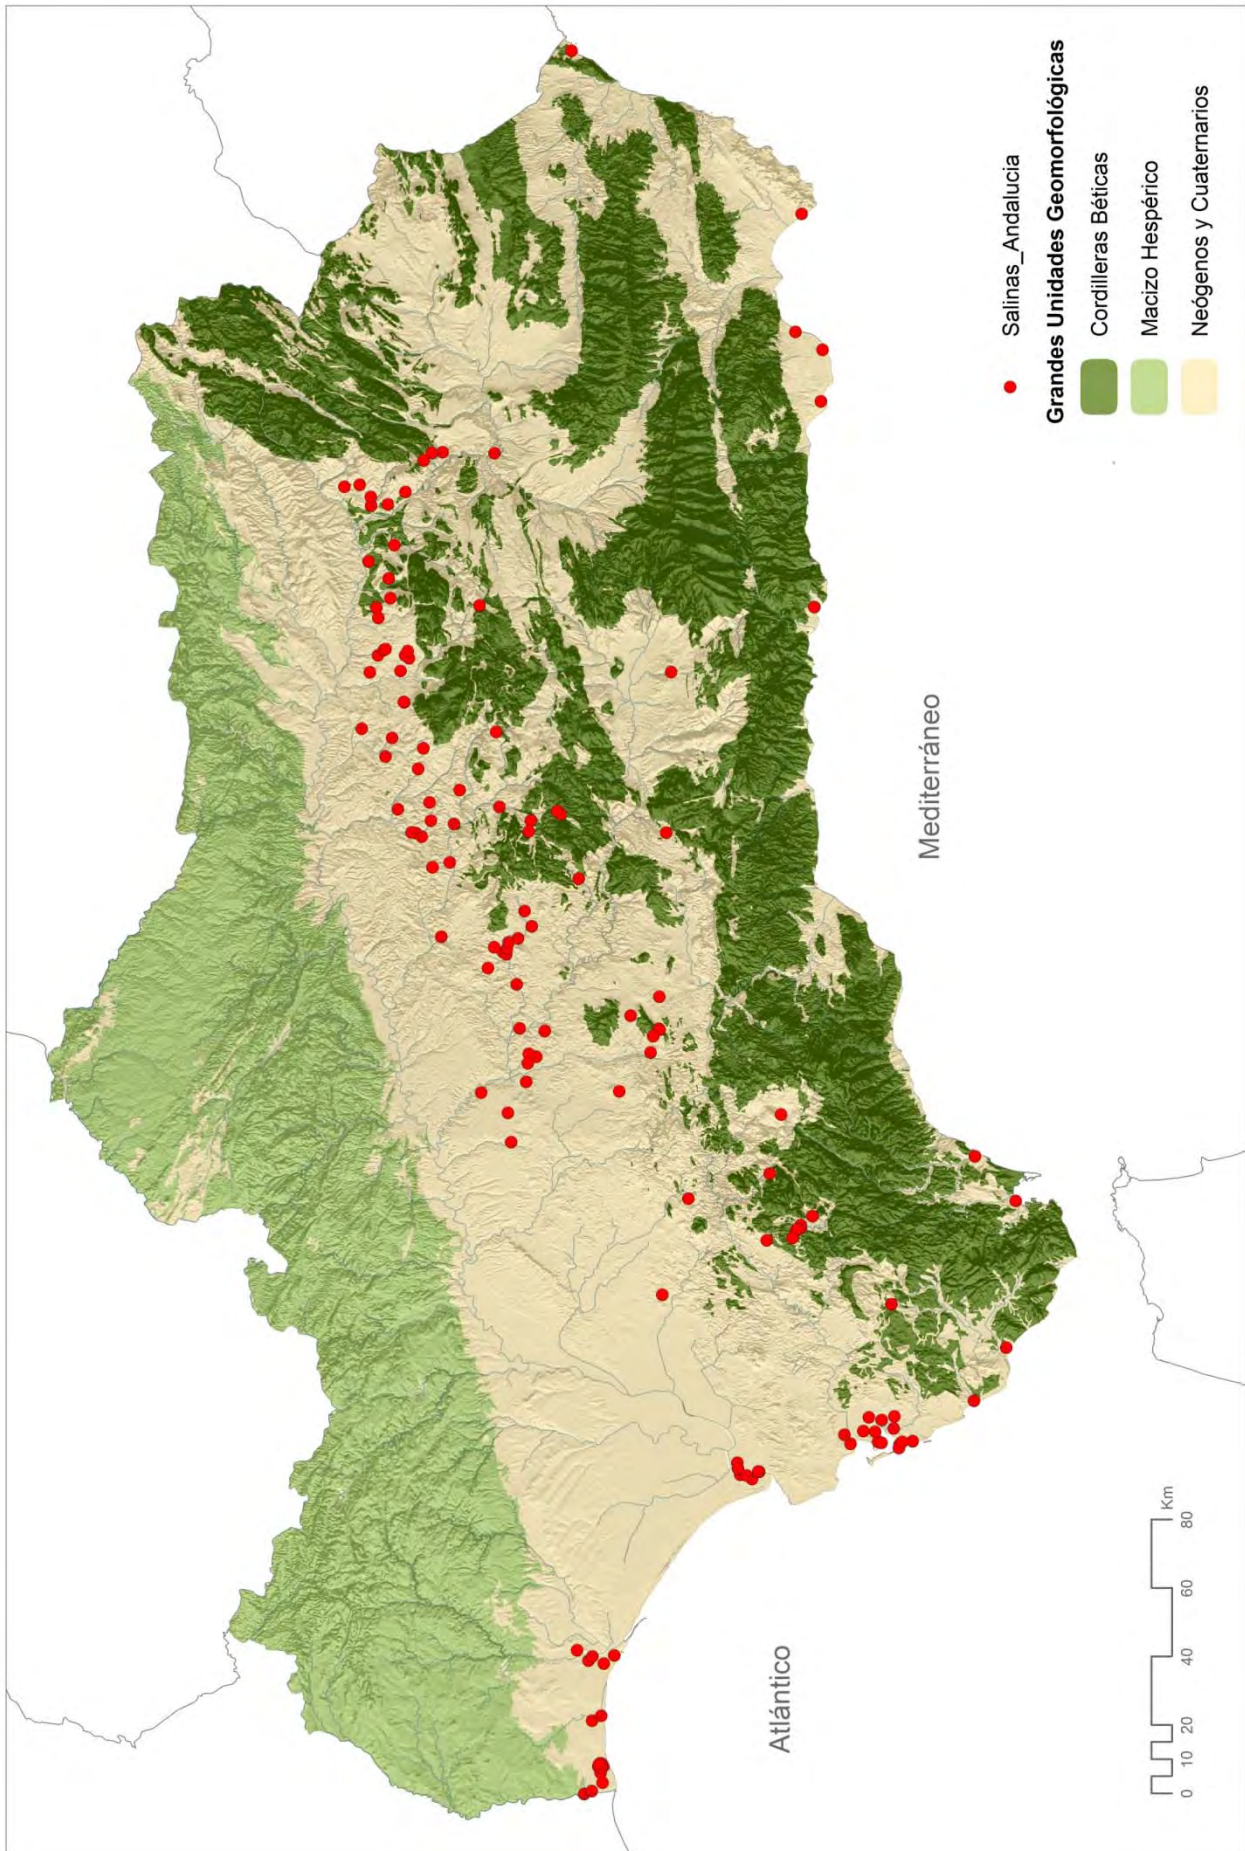 Mediterráneo
Atlántico
Salinas_Andalucia
Grandes Unidades Geomorfológicas
Cordilleras Béticas
Macizo Hespérico
Neógenos y Cuaternarios
0 10 20 40 60 80
Km